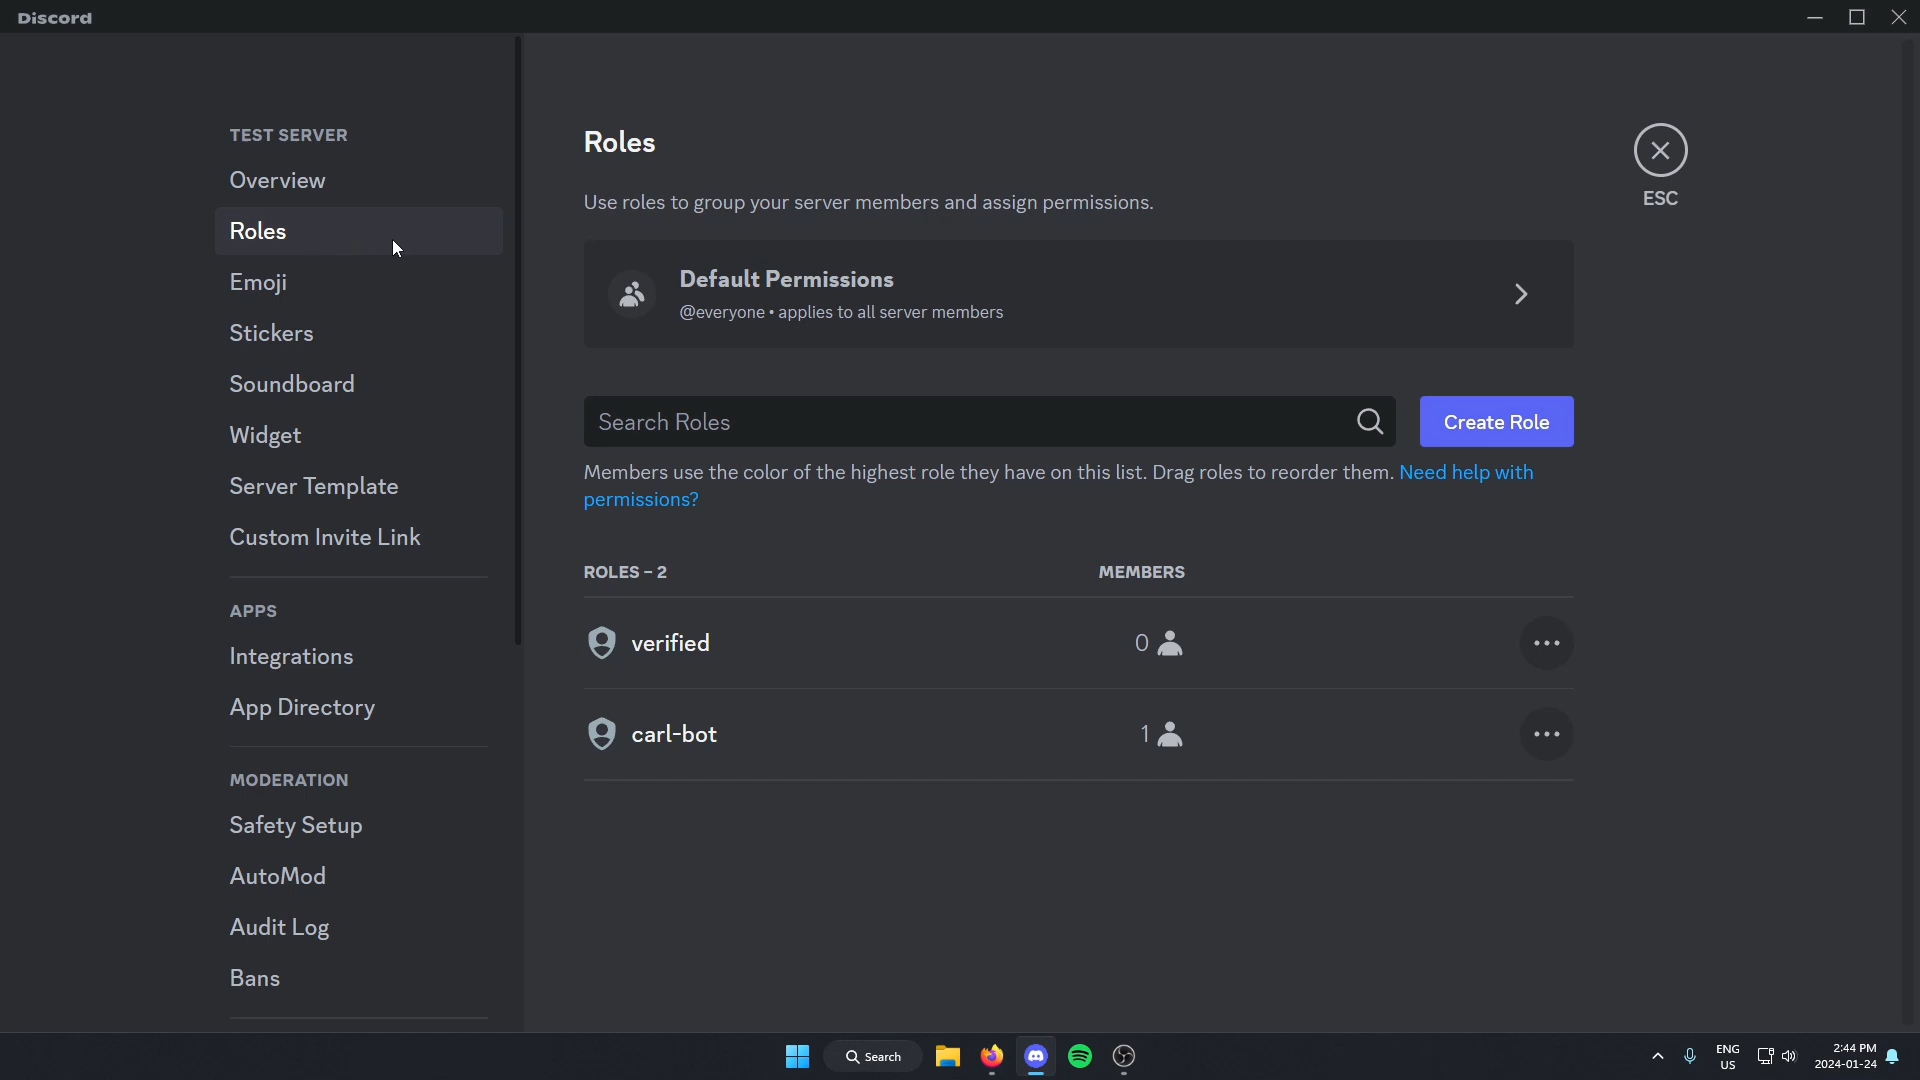 Discord
TEST SERVER
Overview
Roles
Emoji
Stickers
Soundboard
Widget
Server Template
Custom Invite Link
APPS
Integrations
App Directory
MODERATION
Safety Setup
AutoMod
Audit Log
Bans
Roles
Use roles to group your server members and assign permissions.
Default Permissions
@everyone • applies to all server members
Search Roles
Create Role
Members use the color of the highest role they have on this list. Drag roles to reorder them. Need help with
permissions?
ROLES – 2 MEMBERS
verified 0
carl-bot 1
ESC
Search
ENG
US
2:44 PM
2024-01-24